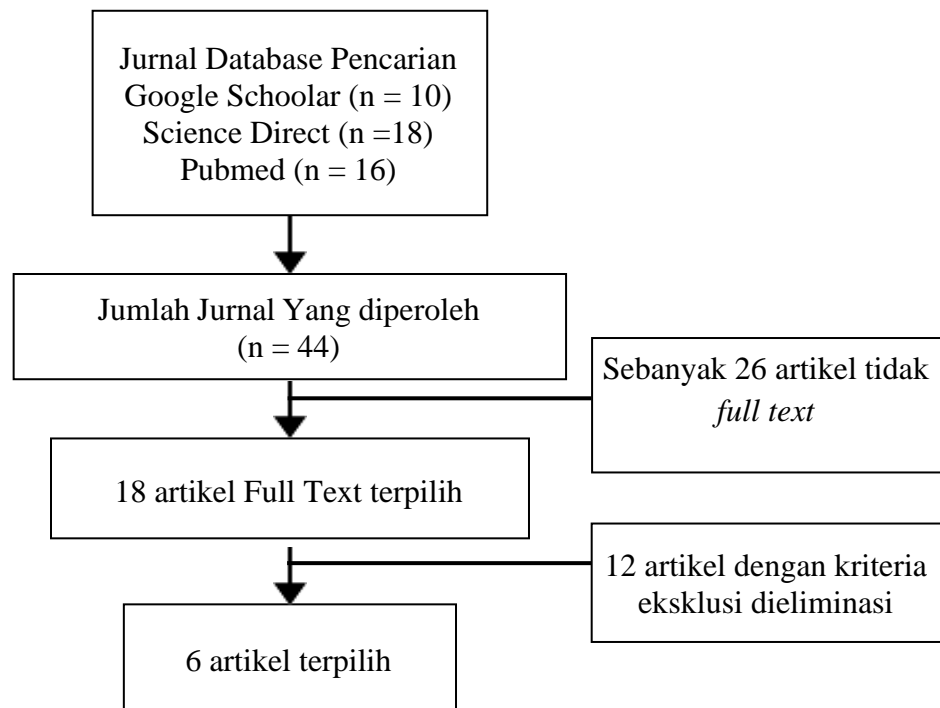 Jurnal Database Pencarian
Google Schoolar (n = 10)
Science Direct (n =18)
Pubmed (n = 16)
Jumlah Jurnal Yang diperoleh
(n = 44)
Sebanyak 26 artikel tidak
full text
18 artikel Full Text terpilih
12 artikel dengan kriteria
eksklusi dieliminasi
6 artikel terpilih